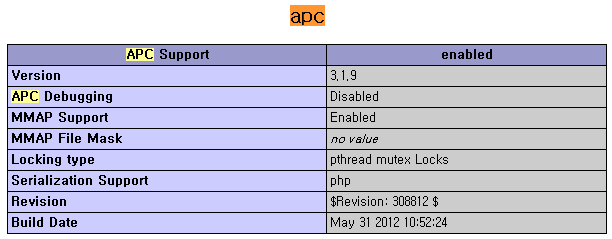 apc
APC Support enabled
Version 3.1.9
APC Debugging Disabled
MMAP Support Enabled
MMAP File Mask no value
Locking type pthread mutex Locks
Serialization Support php
Revision $Revision: 308812 $
Build Date May 31 2012 10:52:24